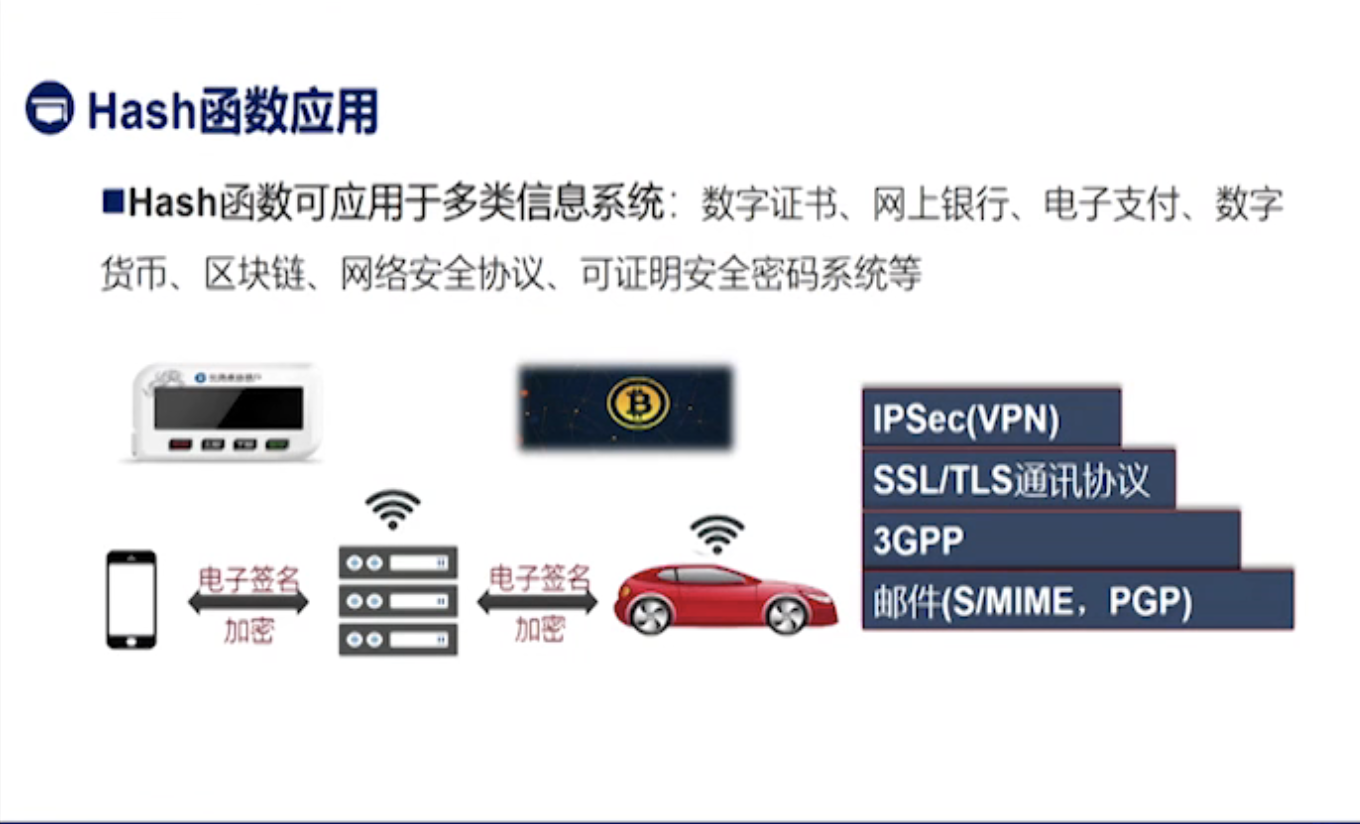 Hash函数应用
■Hash函数可应用于多类信息系统：数字证书、网上银行、电子支付、数字
货币、区块链、网络安全协议、可证明安全密码系统等
电子签名
加密
电子签名
加密
IPSec(VPN)
SSL/TLS通讯协议
3GPP
邮件(S/MIME，PGP)